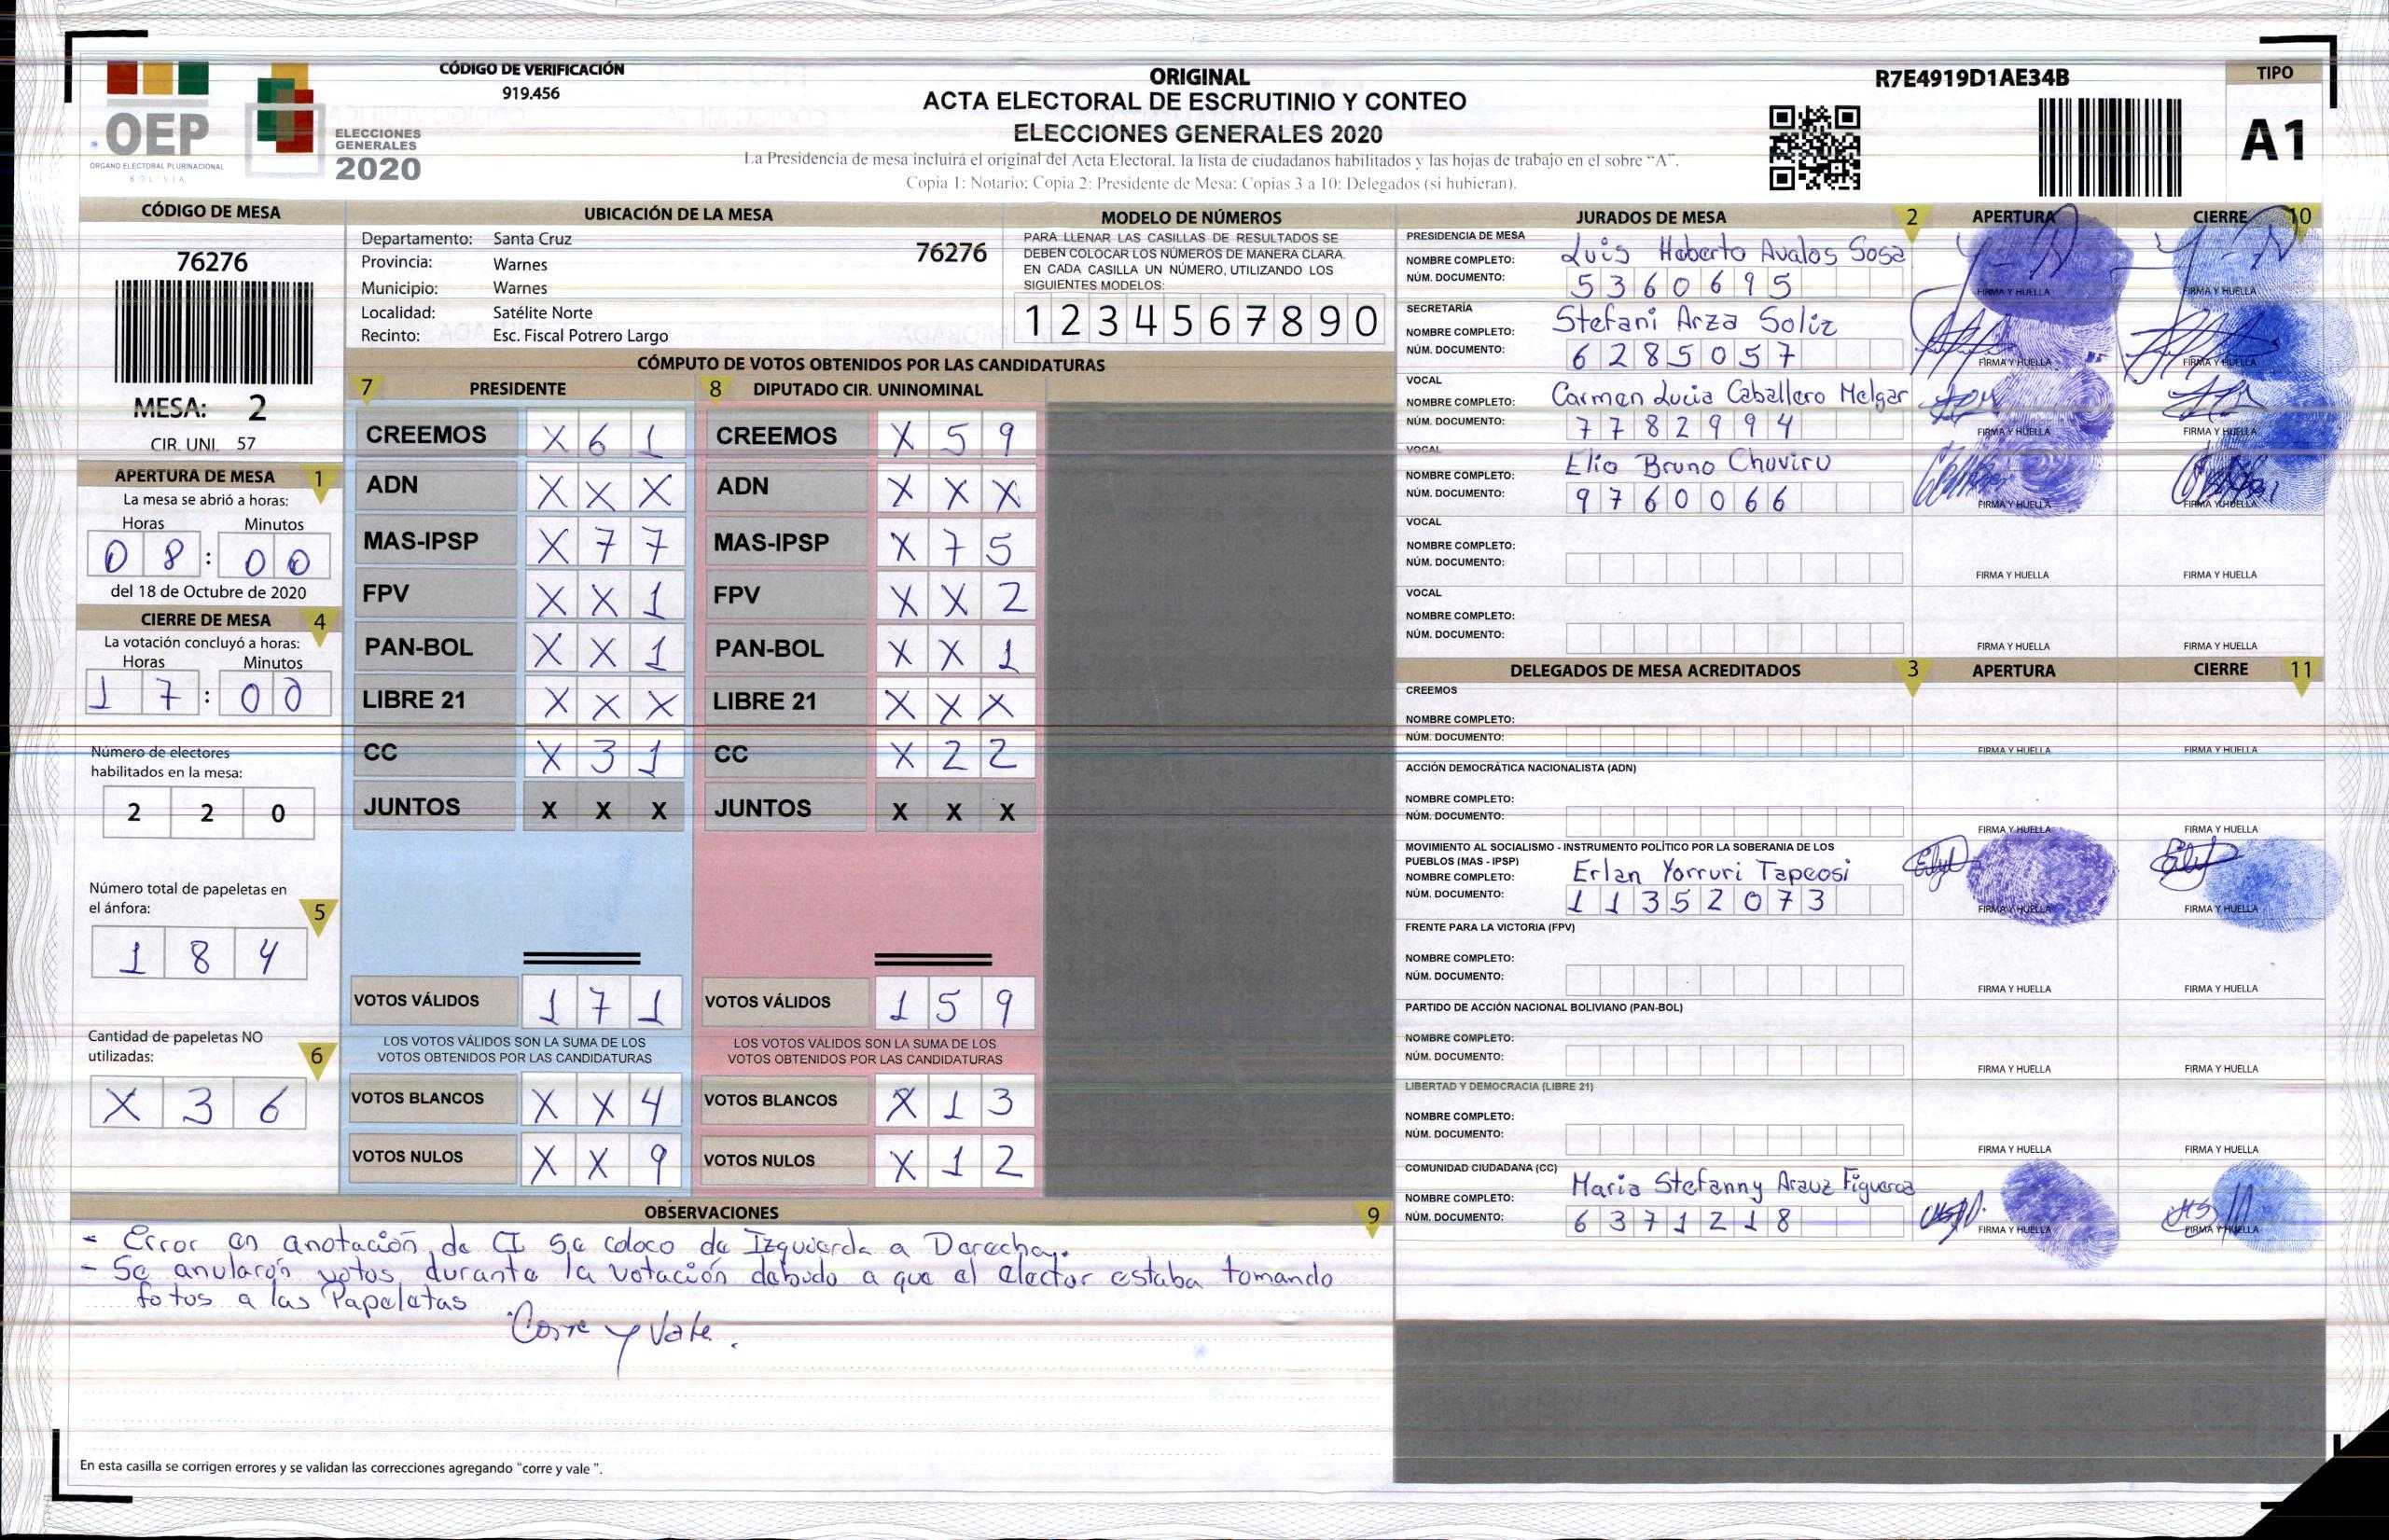 OEP
ÓRGANO ELECTORAL PLURINACIONAL
BOLIVIA
ELECCIONES
GENERALES
2020
CÓDIGO DE VERIFICACIÓN
919.456
ORIGINAL
ACTA ELECTORAL DE ESCRUTINIO Y CONTEO
ELECCIONES GENERALES 2020
La Presidencia de mesa incluirá el original del Acta Electoral, la lista de ciudadanos habilitados y las hojas de trabajo en el sobre “A”.
Copia 1: Notario; Copia 2: Presidente de Mesa; Copias 3 a 10: Delegados (si hubieran).
R7E4919D1AE34B
TIPO
A1
CÓDIGO DE MESA
76276
MESA: 2
CIR. UNI. 57
APERTURA DE MESA 1
La mesa se abrió a horas:
Horas Minutos
0 8 : 0 0
del 18 de Octubre de 2020
CIERRE DE MESA 4
La votación concluyó a horas:
Horas Minutos
1 7 : 0 0
Número de electores
habilitados en la mesa:
2 2 0
Número total de papeletas en
el ánfora: 5
1 8 4
Cantidad de papeletas NO
utilizadas: 6
X 3 6
UBICACIÓN DE LA MESA
Departamento: Santa Cruz 76276
Provincia: Warnes
Municipio: Warnes
Localidad: Satélite Norte
Recinto: Esc. Fiscal Potrero Largo
MODELO DE NÚMEROS
PARA LLENAR LAS CASILLAS DE RESULTADOS SE
DEBEN COLOCAR LOS NÚMEROS DE MANERA CLARA.
EN CADA CASILLA UN NÚMERO, UTILIZANDO LOS
SIGUIENTES MODELOS:
1 2 3 4 5 6 7 8 9 0
CÓMPUTO DE VOTOS OBTENIDOS POR LAS CANDIDATURAS
7 PRESIDENTE 8 DIPUTADO CIR. UNINOMINAL
CREEMOS X 6 1 CREEMOS X 5 9
ADN X X X ADN X X X
MAS-IPSP X 7 7 MAS-IPSP X 7 5
FPV X X 1 FPV X X 2
PAN-BOL X X 1 PAN-BOL X X 1
LIBRE 21 X X X LIBRE 21 X X X
CC X 3 1 CC X 2 2
JUNTOS X X X JUNTOS X X X
VOTOS VÁLIDOS 1 7 1 VOTOS VÁLIDOS 1 5 9
LOS VOTOS VÁLIDOS SON LA SUMA DE LOS LOS VOTOS VÁLIDOS SON LA SUMA DE LOS
VOTOS OBTENIDOS POR LAS CANDIDATURAS VOTOS OBTENIDOS POR LAS CANDIDATURAS
VOTOS BLANCOS X X 4 VOTOS BLANCOS X 1 3
VOTOS NULOS X X 9 VOTOS NULOS X 1 2
OBSERVACIONES 9
- Error en anotación de CI se coloco de Izquierda a Derecha.
- Se anularón votos durante la votación debido a que el elector estaba tomando
fotos a las Papeletas
Corre y Vale.
En esta casilla se corrigen errores y se validan las correcciones agregando “corre y vale ”.
JURADOS DE MESA 2 APERTURA CIERRE 10
PRESIDENCIA DE MESA
NOMBRE COMPLETO: Luis Heberto Avalos Sosa
NÚM. DOCUMENTO: 5 3 6 0 6 9 5
FIRMA Y HUELLA FIRMA Y HUELLA
SECRETARÍA
NOMBRE COMPLETO: Stefani Arza Soliz
NÚM. DOCUMENTO: 6 2 8 5 0 5 7
FIRMA Y HUELLA FIRMA Y HUELLA
VOCAL
NOMBRE COMPLETO: Carmen Lucia Caballero Melgar
NÚM. DOCUMENTO: 7 7 8 2 9 9 4
FIRMA Y HUELLA FIRMA Y HUELLA
VOCAL
NOMBRE COMPLETO: Elio Bruno Chuviru
NÚM. DOCUMENTO: 9 7 6 0 0 6 6
FIRMA Y HUELLA FIRMA Y HUELLA
VOCAL
NOMBRE COMPLETO:
NÚM. DOCUMENTO:
FIRMA Y HUELLA FIRMA Y HUELLA
VOCAL
NOMBRE COMPLETO:
NÚM. DOCUMENTO:
FIRMA Y HUELLA FIRMA Y HUELLA
DELEGADOS DE MESA ACREDITADOS 3 APERTURA CIERRE 11
CREEMOS
NOMBRE COMPLETO:
NÚM. DOCUMENTO:
FIRMA Y HUELLA FIRMA Y HUELLA
ACCIÓN DEMOCRÁTICA NACIONALISTA (ADN)
NOMBRE COMPLETO:
NÚM. DOCUMENTO:
FIRMA Y HUELLA FIRMA Y HUELLA
MOVIMIENTO AL SOCIALISMO - INSTRUMENTO POLÍTICO POR LA SOBERANIA DE LOS
PUEBLOS (MAS - IPSP)
NOMBRE COMPLETO: Erlan Yorruri Tapeosi
NÚM. DOCUMENTO: 1 1 3 5 2 0 7 3
FIRMA Y HUELLA FIRMA Y HUELLA
FRENTE PARA LA VICTORIA (FPV)
NOMBRE COMPLETO:
NÚM. DOCUMENTO:
FIRMA Y HUELLA FIRMA Y HUELLA
PARTIDO DE ACCIÓN NACIONAL BOLIVIANO (PAN-BOL)
NOMBRE COMPLETO:
NÚM. DOCUMENTO:
FIRMA Y HUELLA FIRMA Y HUELLA
LIBERTAD Y DEMOCRACIA (LIBRE 21)
NOMBRE COMPLETO:
NÚM. DOCUMENTO:
FIRMA Y HUELLA FIRMA Y HUELLA
COMUNIDAD CIUDADANA (CC)
NOMBRE COMPLETO: Maria Stefanny Arauz Figueroa
NÚM. DOCUMENTO: 6 3 7 1 2 1 8
FIRMA Y HUELLA FIRMA Y HUELLA